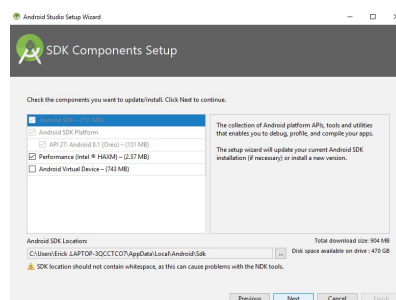 Android Studio Setup Wizard
SDK Components Setup
Check the components you want to update/install. Click Next to continue.
Android SDK – (151 MB)
Android SDK Platform
API 27: Android 8.1 (Oreo) – (151 MB)
Performance (Intel ® HAXM) – (2.57 MB)
Android Virtual Device – (743 MB)
The collection of Android platform APIs, tools and utilities
that enables you to debug, profile, and compile your apps.
The setup wizard will update your current Android SDK
installation (if necessary) or install a new version.
Android SDK Location:
C:\Users\Erick .LAPTOP-3QCCTCO7\AppData\Local\Android\Sdk
...
Total download size: 904 MB
Disk space available on drive : 470 GB
SDK location should not contain whitespace, as this can cause problems with the NDK tools.
Previous
Next
Cancel
Finish